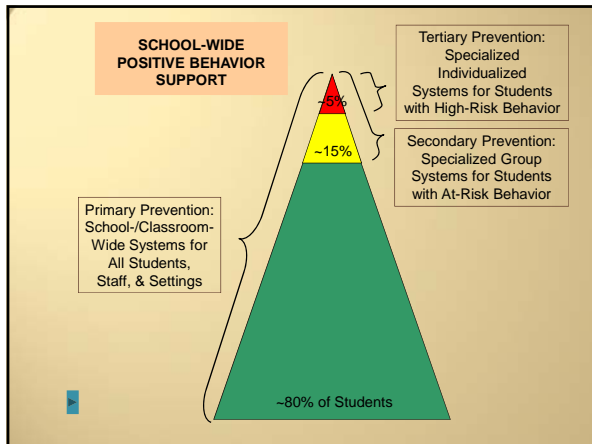 SCHOOL-WIDE
POSITIVE BEHAVIOR
SUPPORT
Tertiary Prevention:
Specialized
Individualized
Systems for Students
with High-Risk Behavior
~5%
Secondary Prevention:
Specialized Group
Systems for Students
with At-Risk Behavior
~15%
Primary Prevention:
School-/Classroom-
Wide Systems for
All Students,
Staff, & Settings
~80% of Students